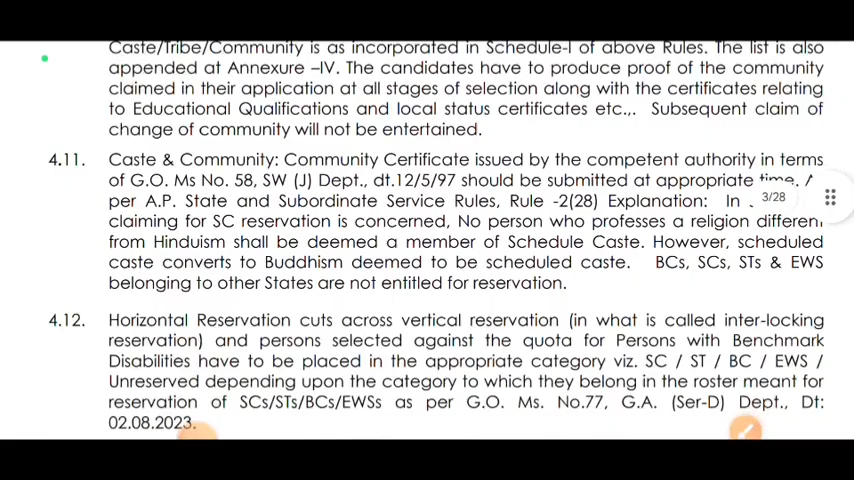 Caste/Tribe/Community is as incorporated in Schedule-I of above Rules. The list is also
appended at Annexure –IV. The candidates have to produce proof of the community
claimed in their application at all stages of selection along with the certificates relating
to Educational Qualifications and local status certificates etc.,. Subsequent claim of
change of community will not be entertained.
4.11. Caste & Community: Community Certificate issued by the competent authority in terms
of G.O. Ms No. 58, SW (J) Dept., dt.12/5/97 should be submitted at appropriate time.
per A.P. State and Subordinate Service Rules, Rule -2(28) Explanation: In
3/28
claiming for SC reservation is concerned, No person who professes a religion different
from Hinduism shall be deemed a member of Schedule Caste. However, scheduled
caste converts to Buddhism deemed to be scheduled caste. BCs, SCs, STs & EWS
belonging to other States are not entitled for reservation.
4.12. Horizontal Reservation cuts across vertical reservation (in what is called inter-locking
reservation) and persons selected against the quota for Persons with Benchmark
Disabilities have to be placed in the appropriate category viz. SC / ST / BC / EWS /
Unreserved depending upon the category to which they belong in the roster meant for
reservation of SCs/STs/BCs/EWSs as per G.O. Ms. No.77, G.A. (Ser-D) Dept., Dt:
02.08.2023.